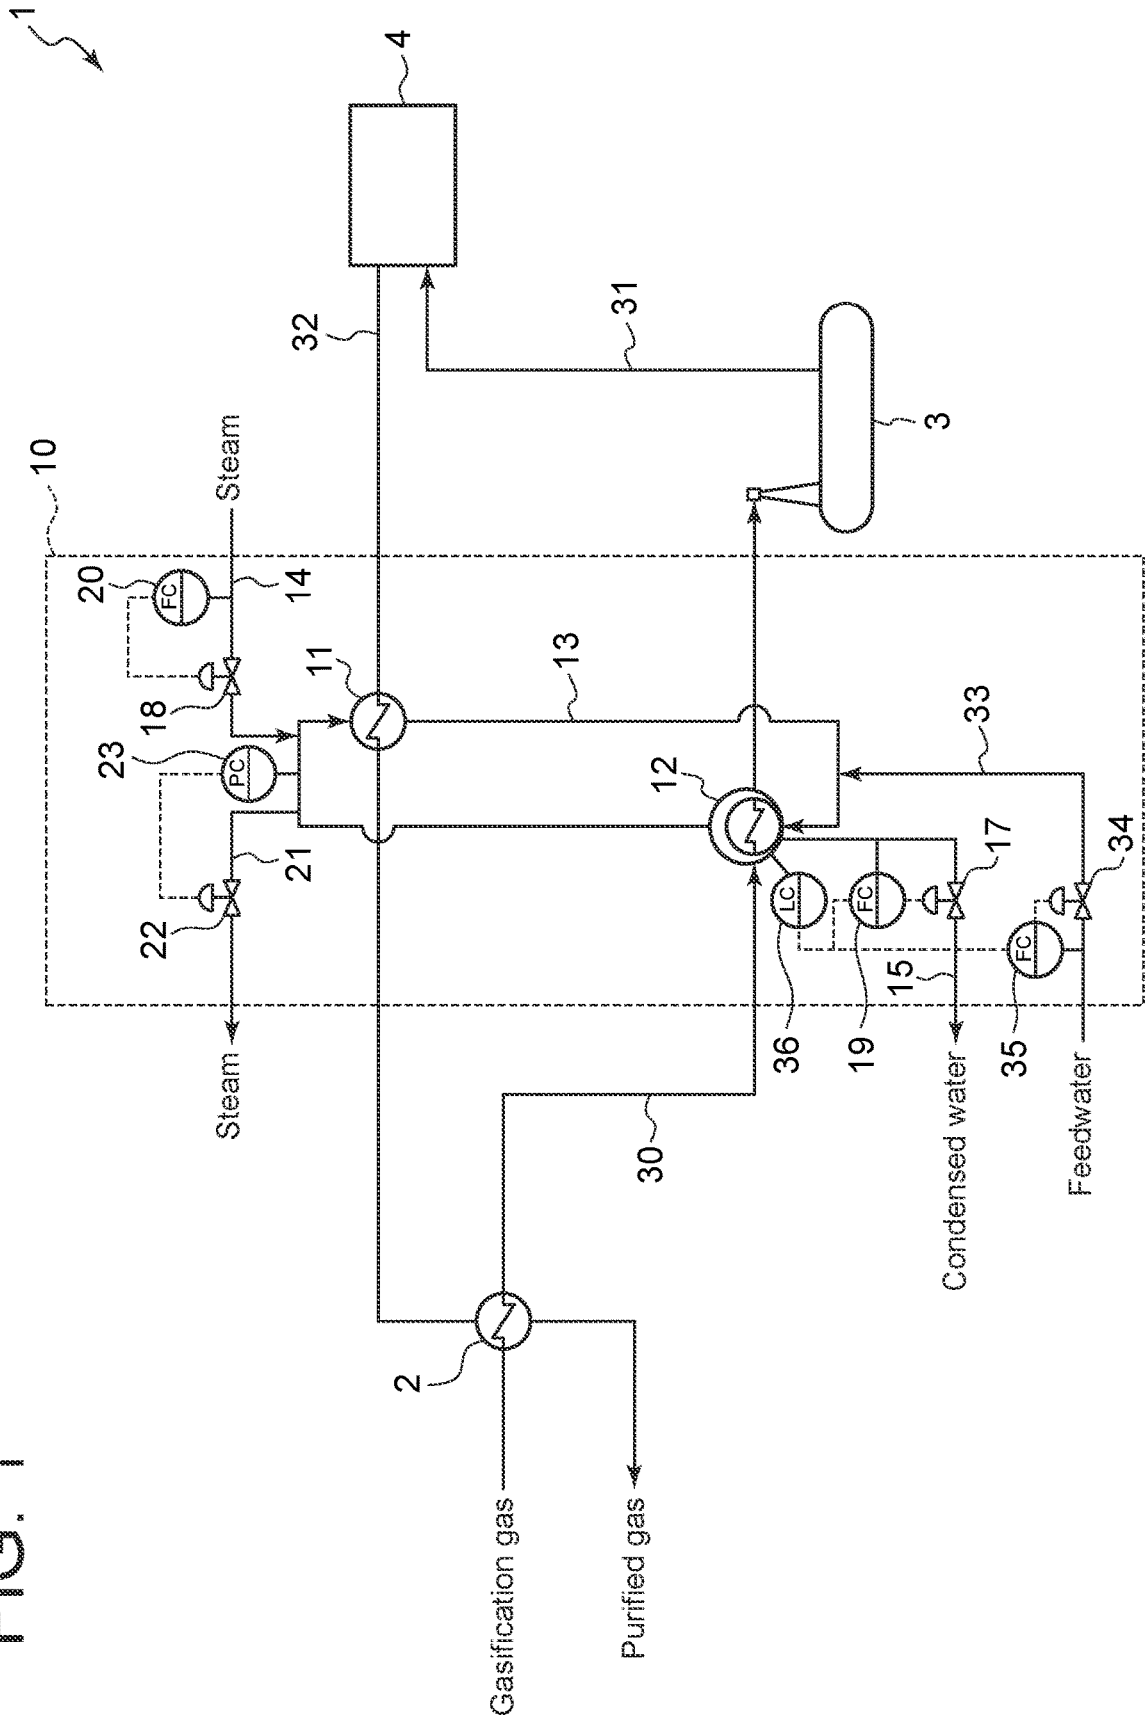 FIG. 1
1
10
20
23
FC
22
18
Steam
PC
Steam
21
14
32
11
4
2
Gasification gas
13
31
Purified gas
30
12
36
LC
19
FC
15
3
Condensed water
33
17
35
FC
Feedwater
34